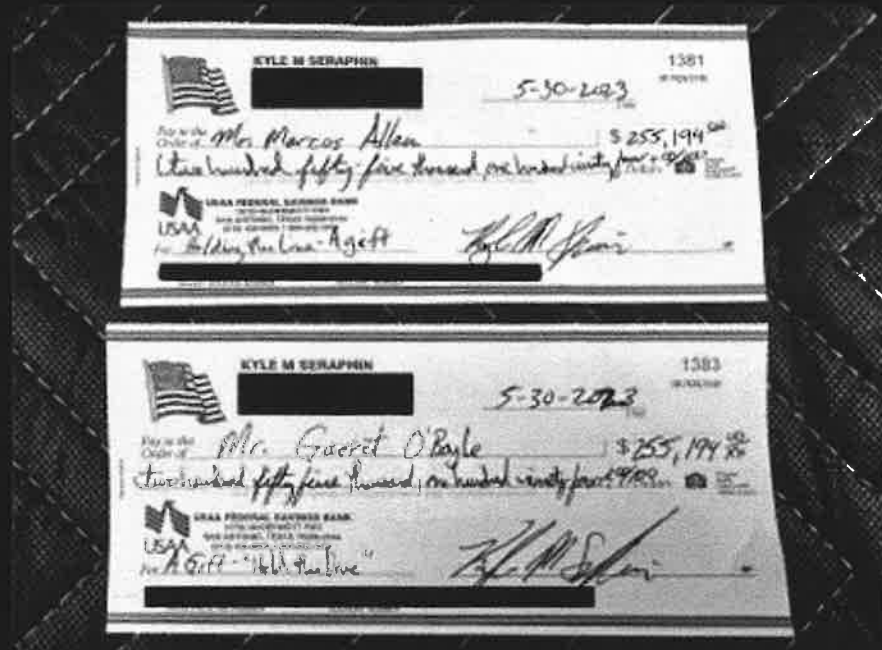 KYLE M SERAPHIN
1381
5-30-2023
Pay to the
Order of Mr. Marcos Allen $ 255,194
two hundred fifty-five thousand, one hundred ninety four
USAA FEDERAL SAVINGS BANK
USAA
For Holding the Line - A gift
KYLE M SERAPHIN
1383
5-30-2023
Pay to the
Order of Mr. Garret O'Boyle $ 255,194
two hundred fifty five thousand, one hundred ninety four
USAA FEDERAL SAVINGS BANK
USAA
For A Gift - "Hold the Line"